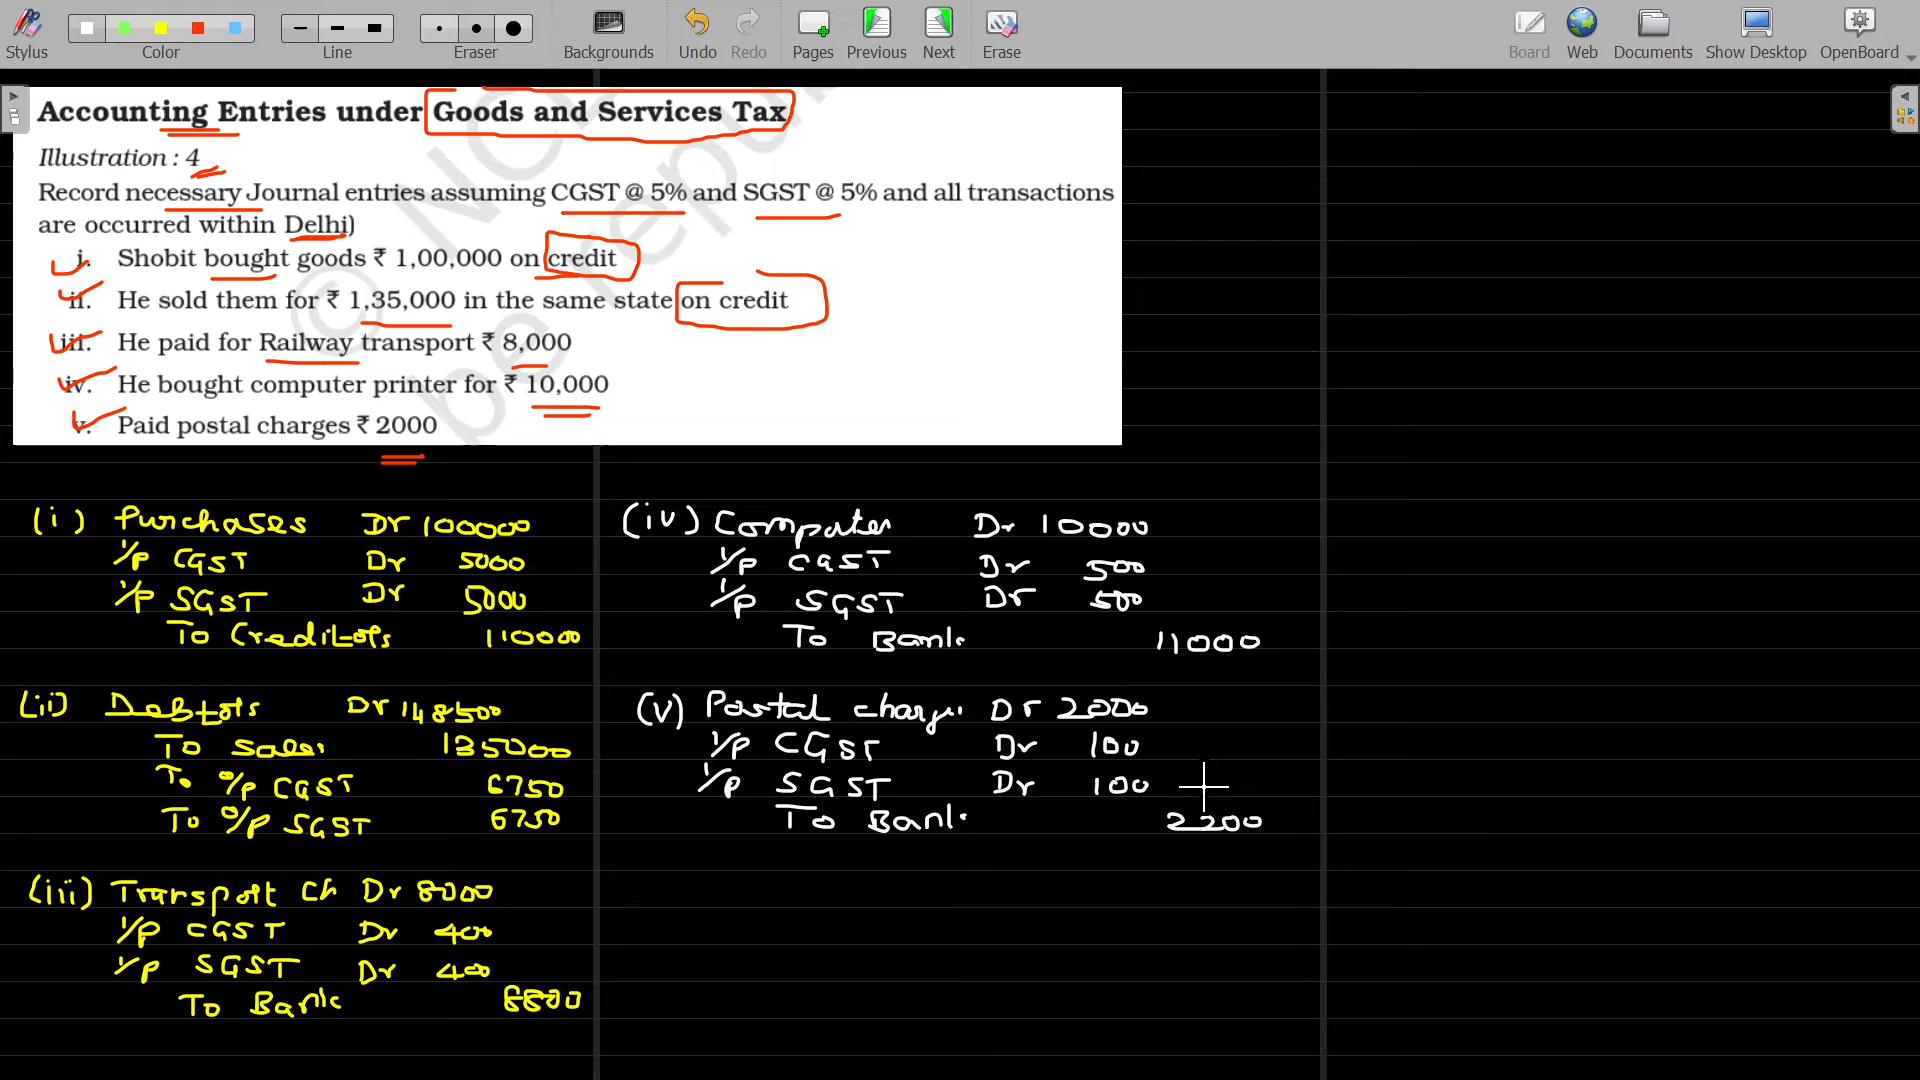 Stylus
Color
Line
Eraser
Backgrounds
Undo
Redo
Pages
Previous
Next
Erase
Board
Web
Documents
Show Desktop
OpenBoard
Accounting Entries under Goods and Services Tax
Illustration : 4
Record necessary Journal entries assuming CGST @ 5% and SGST @ 5% and all transactions
are occurred within Delhi)
i. Shobit bought goods ₹ 1,00,000 on credit
ii. He sold them for ₹ 1,35,000 in the same state on credit
iii. He paid for Railway transport ₹ 8,000
iv. He bought computer printer for ₹ 10,000
v. Paid postal charges ₹ 2000
(i) Purchases Dr 100000
I/P CGST Dr 5000
I/P SGST Dr 5000
To Creditors 110000
(ii) Debtors Dr 148500
To Sales 135000
To O/P CGST 6750
To O/P SGST 6750
(iii) Transport Ch Dr 8000
I/P CGST Dr 400
I/P SGST Dr 400
To Bank 8800
(iv) Computer Dr 10000
I/P CGST Dr 500
I/P SGST Dr 500
To Bank 11000
(v) Postal charges Dr 2000
I/P CGST Dr 100
I/P SGST Dr 100
To Bank 2200